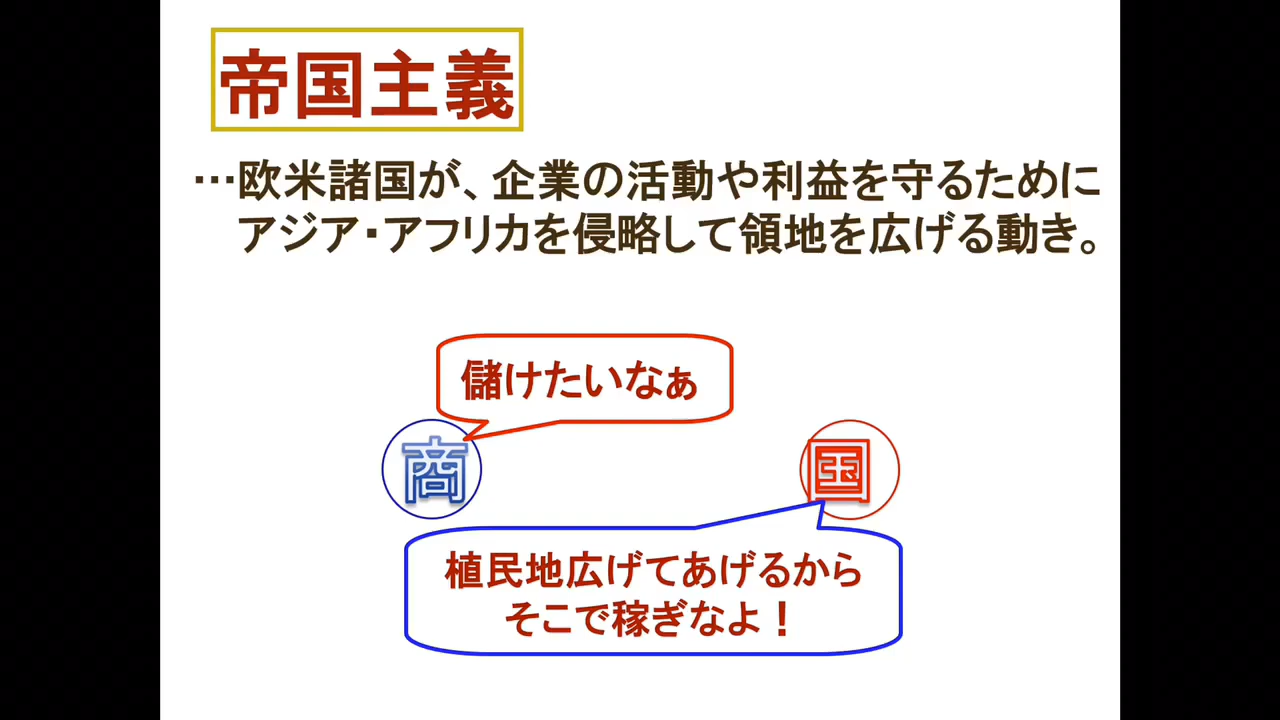 帝国主義
…欧米諸国が、企業の活動や利益を守るために
アジア・アフリカを侵略して領地を広げる動き。
儲けたいなぁ
商
国
植民地広げてあげるから
そこで稼ぎなよ！